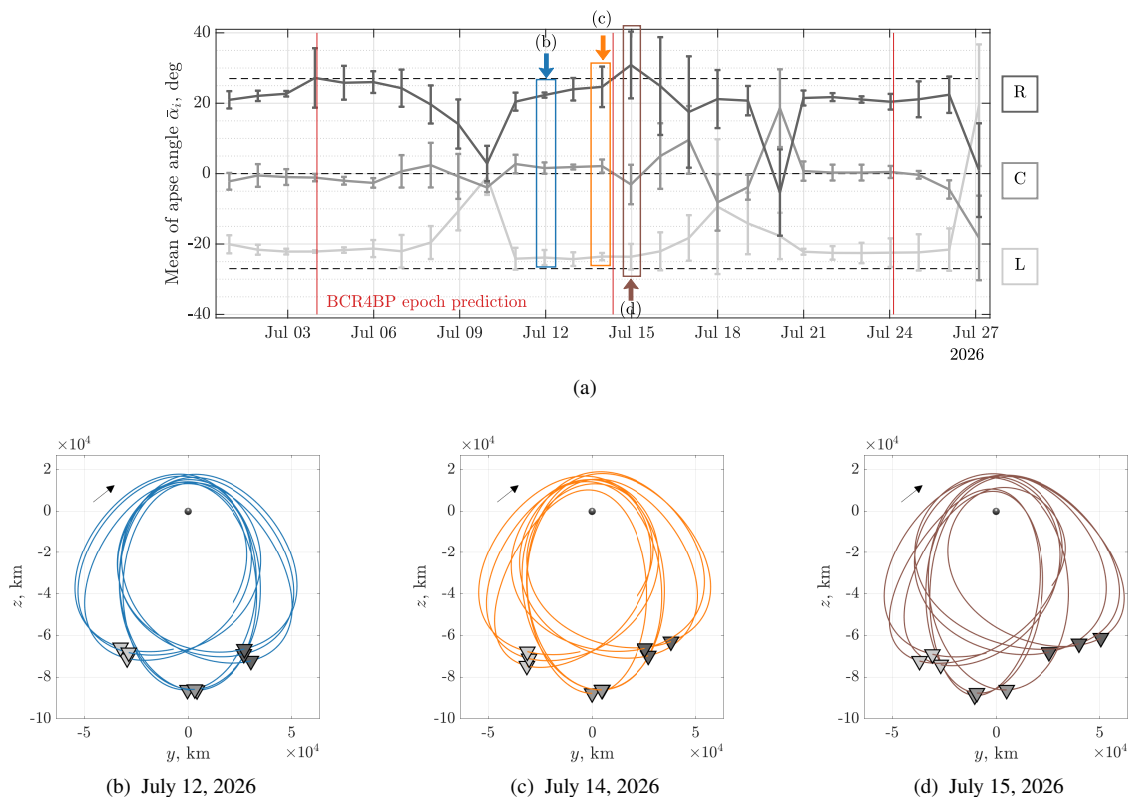 (c)
40
(b)
R
20
0
C
-20
L
BCR4BP epoch prediction
(d)
-40
Mean of apse angle ᾱᵢ, deg
Jul 03 Jul 06 Jul 09 Jul 12 Jul 15 Jul 18 Jul 21 Jul 24 Jul 27
2026
(a)
×10⁴
2
0
-2
-4
-6
-8
-10
z, km
-5 0 5
×10⁴
y, km
(b) July 12, 2026
×10⁴
2
0
-2
-4
-6
-8
-10
z, km
-5 0 5
×10⁴
y, km
(c) July 14, 2026
×10⁴
2
0
-2
-4
-6
-8
-10
z, km
-5 0 5
×10⁴
y, km
(d) July 15, 2026